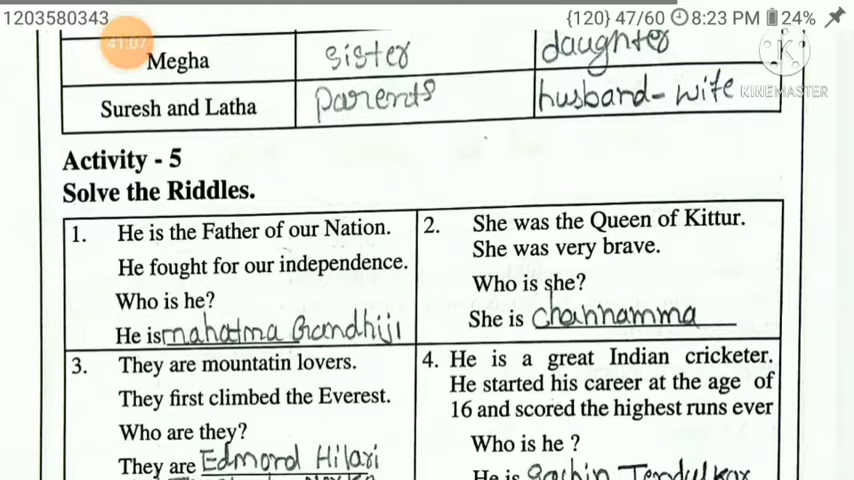 1203580343 {120} 47/60 8:23 PM 24%
41:07
K
KINEMASTER
Megha sister daughter
Suresh and Latha parents husband - wife
Activity - 5
Solve the Riddles.
1. He is the Father of our Nation.
He fought for our independence.
Who is he?
He is mahatma Gandhiji
2. She was the Queen of Kittur.
She was very brave.
Who is she?
She is channamma
3. They are mountatin lovers.
They first climbed the Everest.
Who are they?
They are Edmord Hilari
4. He is a great Indian cricketer.
He started his career at the age of
16 and scored the highest runs ever
Who is he ?
He is Sachin Tendulkar